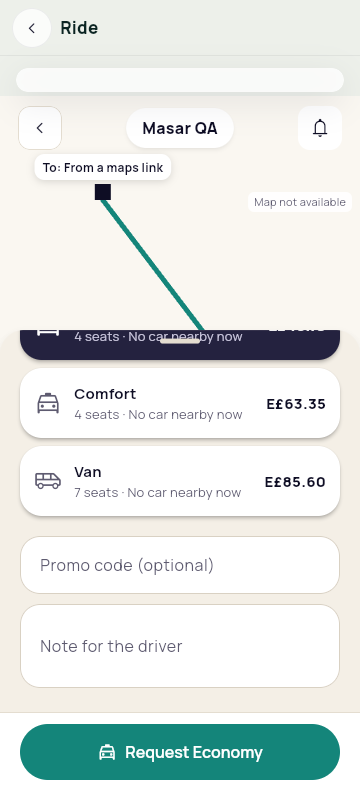 Ride
Masar QA
To: From a maps link
Map not available
4 seats · No car nearby now
Comfort
4 seats · No car nearby now
E£63.35
Van
7 seats · No car nearby now
E£85.60
Promo code (optional)
Note for the driver
Request Economy